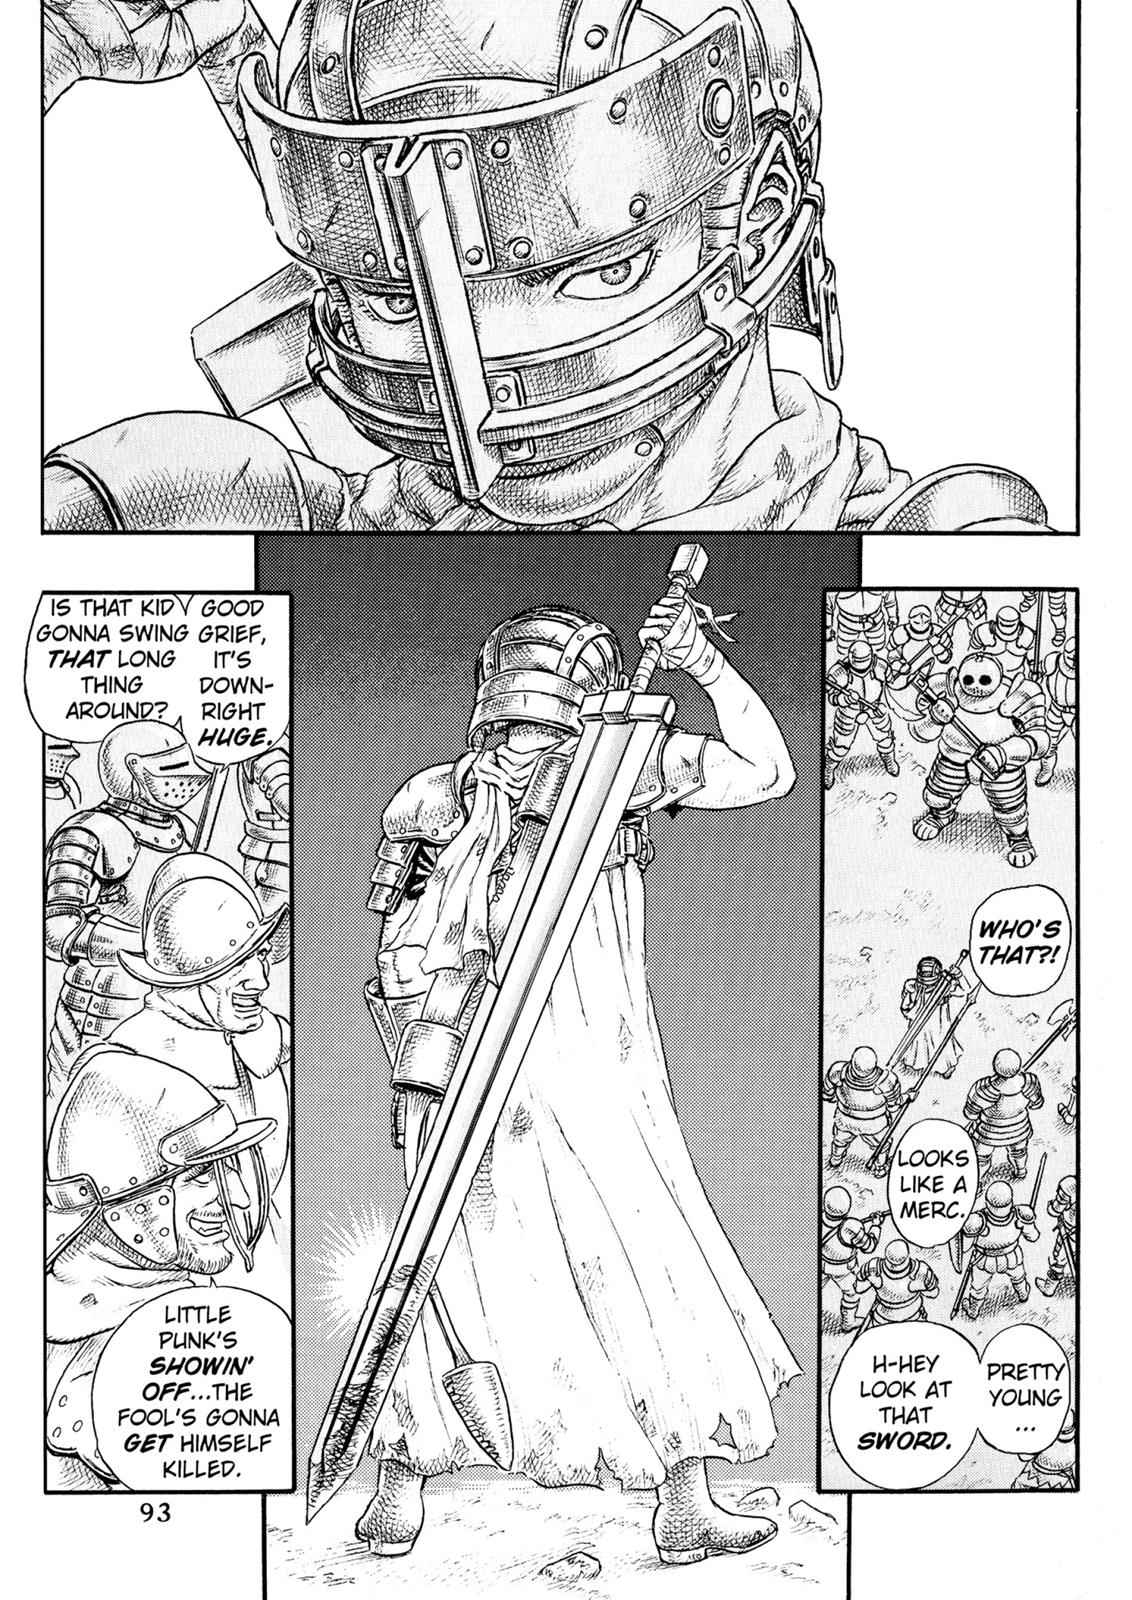 WHO'S
THAT?!
LOOKS
LIKE A
MERC.
PRETTY
YOUNG
...
H-HEY
LOOK AT
THAT
SWORD.
GOOD
GRIEF,
IT'S
DOWN-
RIGHT
HUGE.
IS THAT KID
GONNA SWING
THAT LONG
THING
AROUND?
LITTLE
PUNK'S
SHOWIN'
OFF...THE
FOOL'S GONNA
GET HIMSELF
KILLED.
93